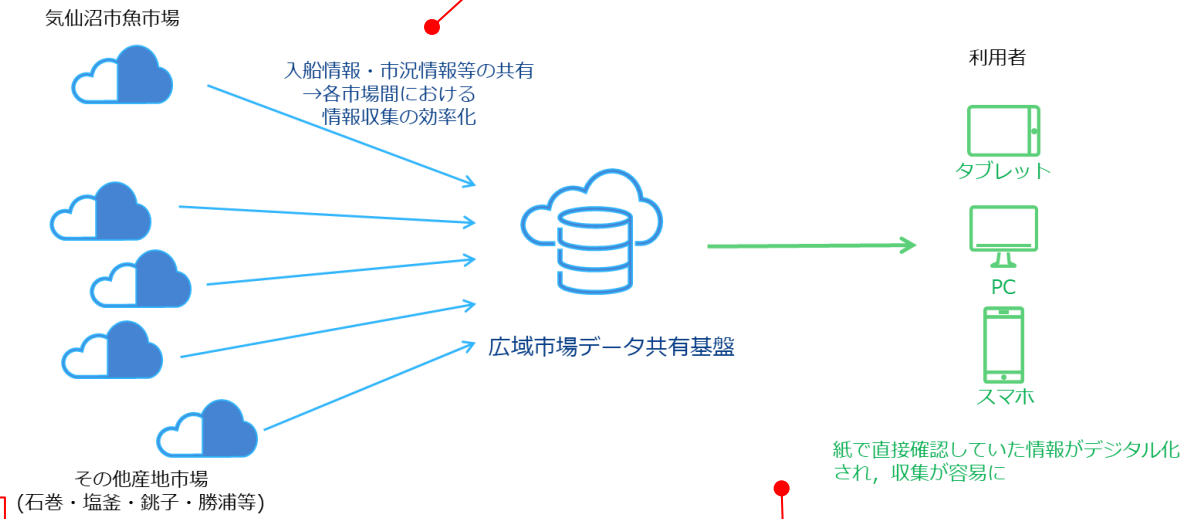 気仙沼市魚市場
入船情報・市況情報等の共有
→各市場間における
情報収集の効率化
利用者
タブレット
PC
スマホ
広域市場データ共有基盤
紙で直接確認していた情報がデジタル化
され，収集が容易に
その他産地市場
(石巻・塩釜・銚子・勝浦等)